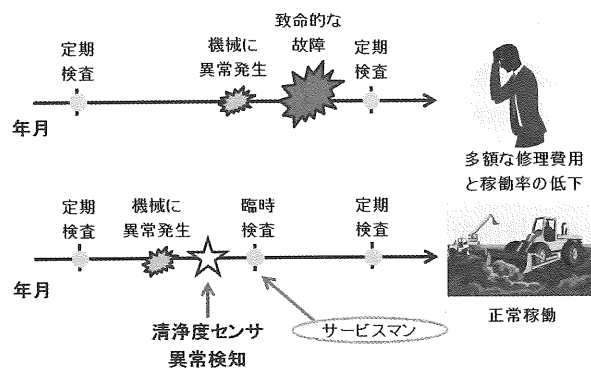 定期
検査
機械に
異常発生
致命的な
故障
定期
検査
年月
多額な修理費用
と稼働率の低下
定期
検査
機械に
異常発生
臨時
検査
定期
検査
年月
清浄度センサ
異常検知
サービスマン
正常稼働